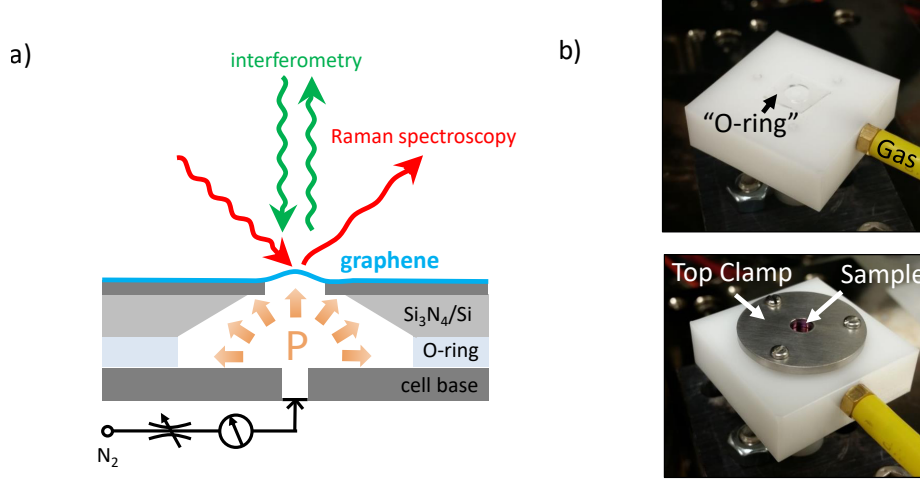 a)
interferometry
Raman spectroscopy
graphene
Si₃N₄/Si
O-ring
P
cell base
N₂
b)
“O-ring”
Gas
Top Clamp
Sample